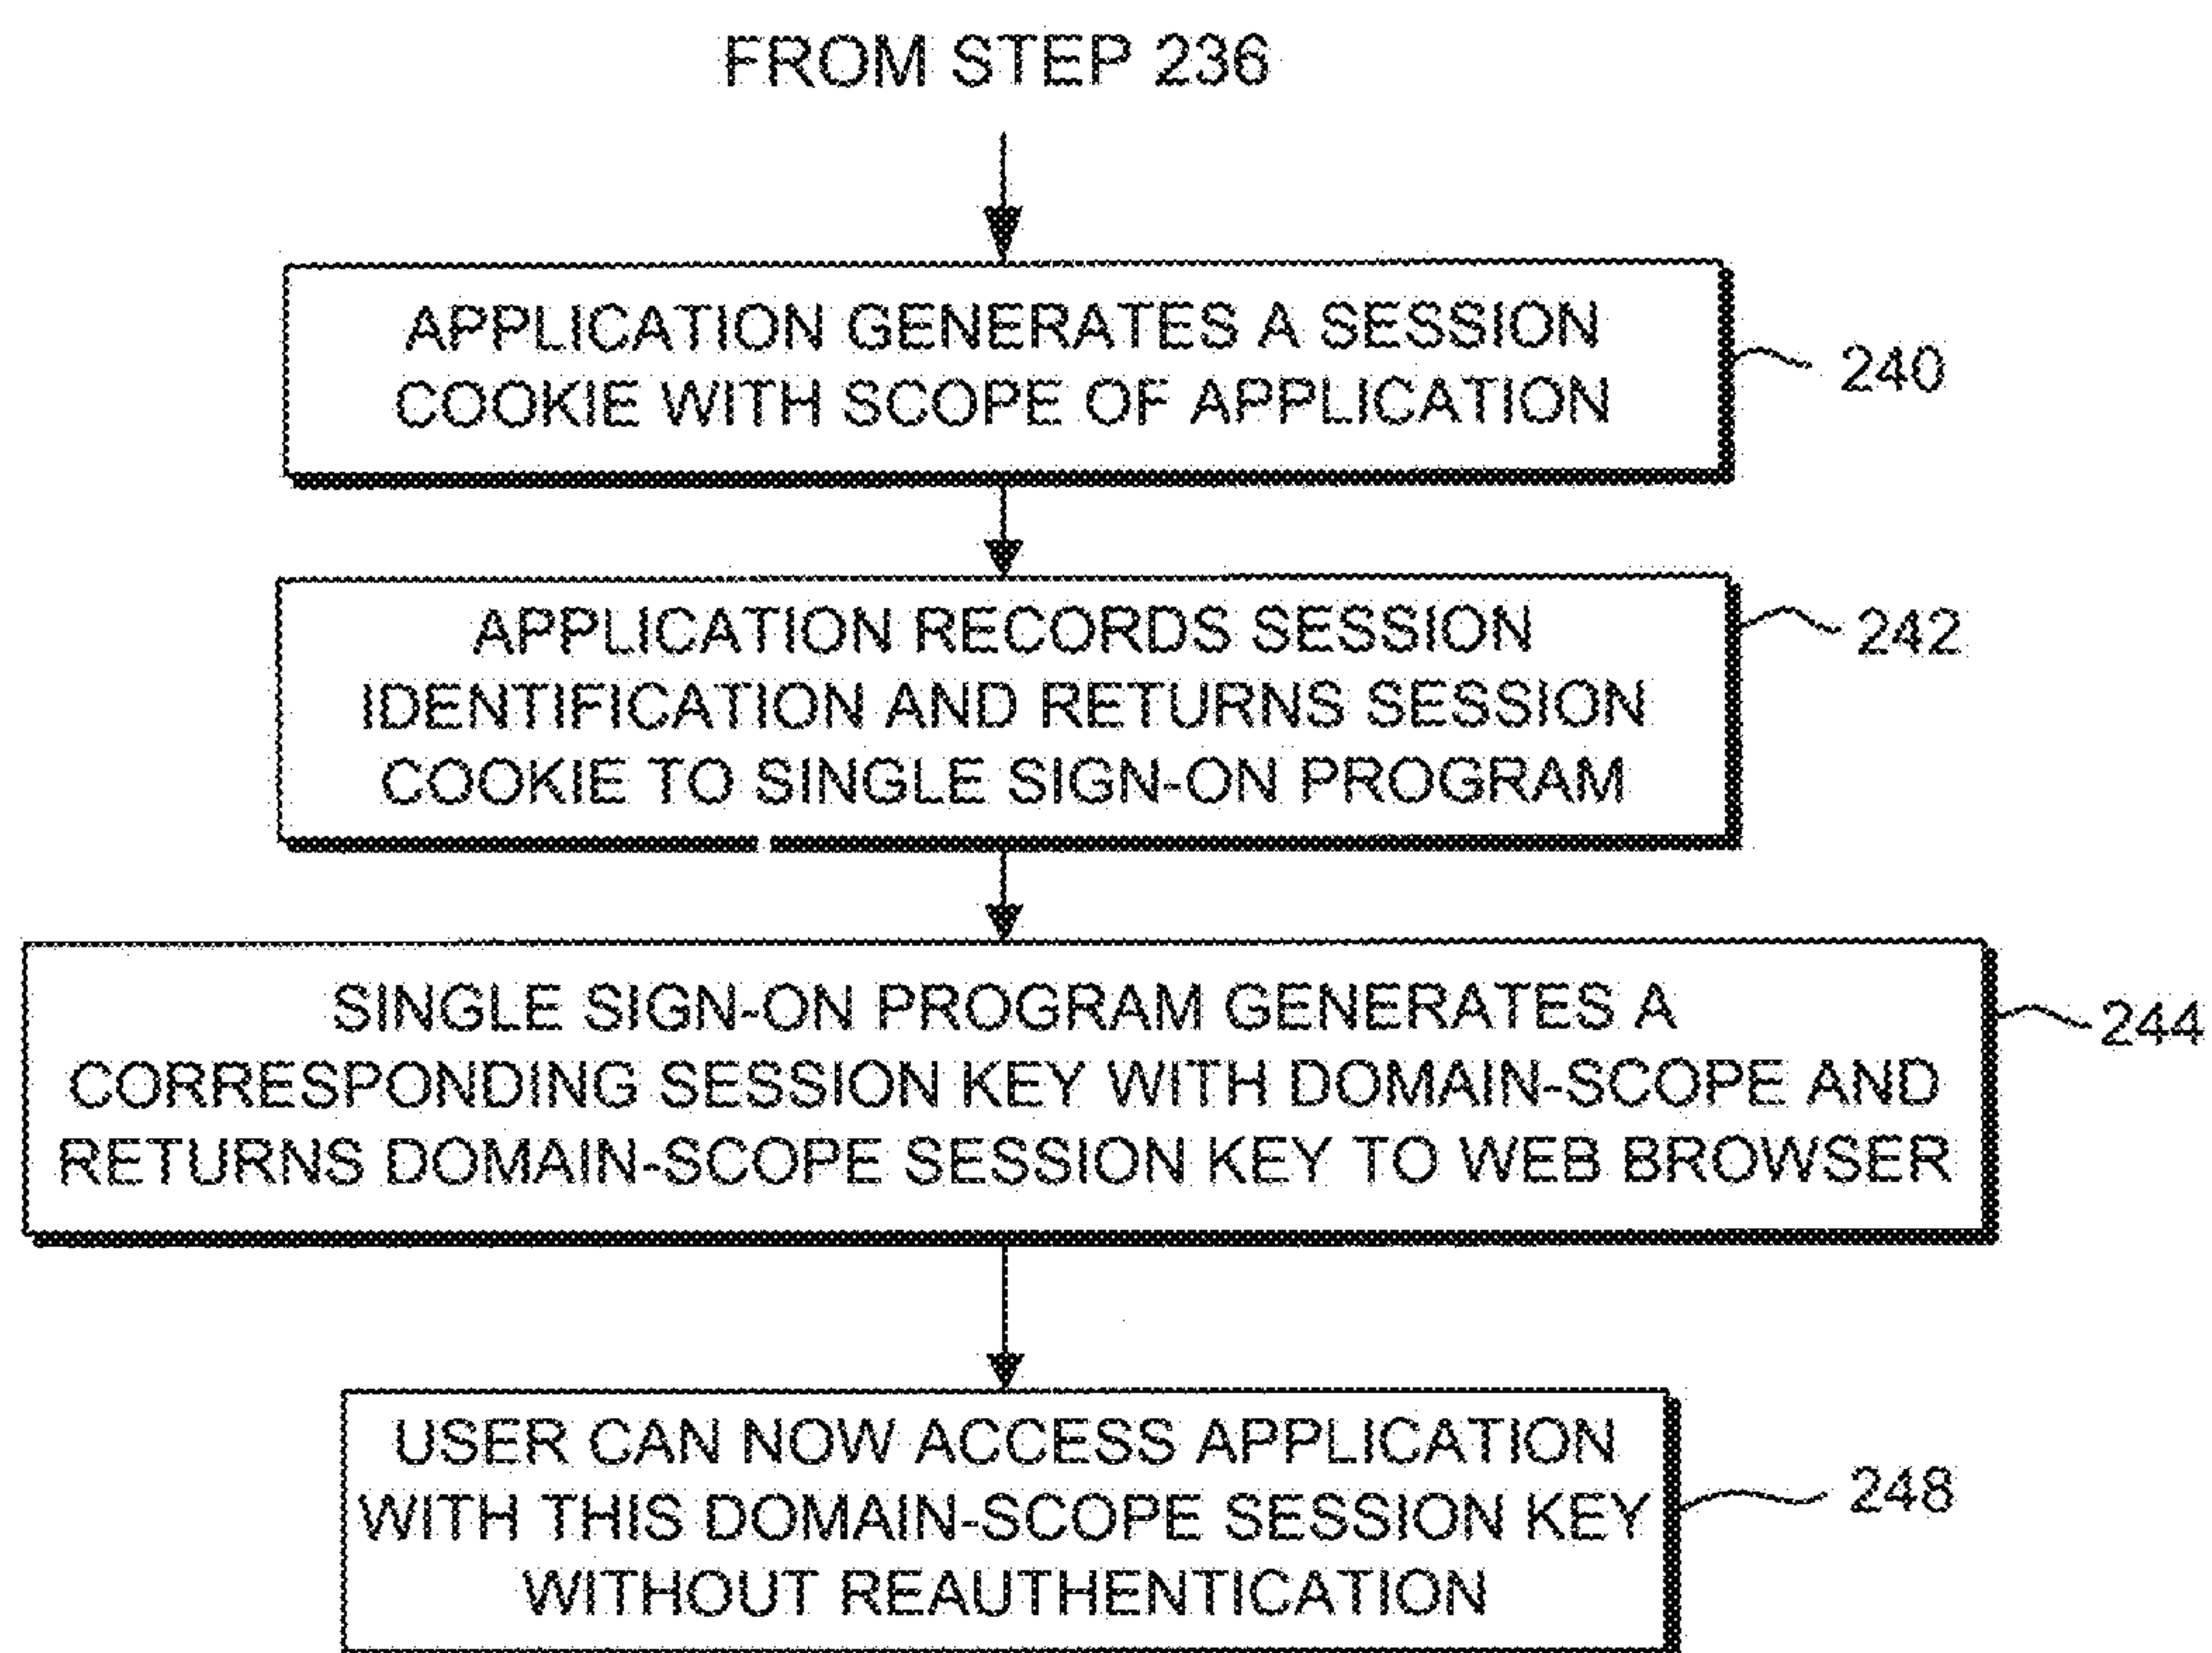 FROM STEP 236
APPLICATION GENERATES A SESSION
COOKIE WITH SCOPE OF APPLICATION
240
APPLICATION RECORDS SESSION
IDENTIFICATION AND RETURNS SESSION
COOKIE TO SINGLE SIGN-ON PROGRAM
242
SINGLE SIGN-ON PROGRAM GENERATES A
CORRESPONDING SESSION KEY WITH DOMAIN-SCOPE AND
RETURNS DOMAIN-SCOPE SESSION KEY TO WEB BROWSER
244
USER CAN NOW ACCESS APPLICATION
WITH THIS DOMAIN-SCOPE SESSION KEY
WITHOUT REAUTHENTICATION
248